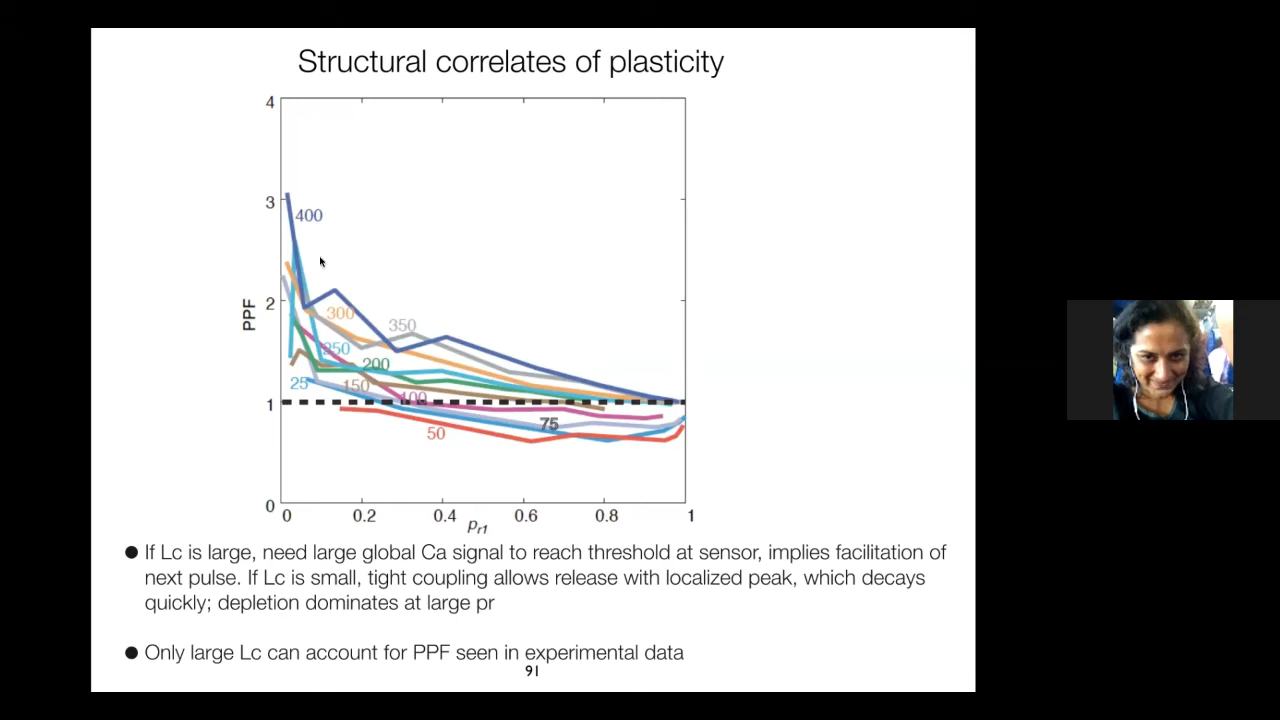 Structural correlates of plasticity
4
3
400
2
PPF
300
350
250
200
25
150
100
1
75
50
0
0 0.2 0.4 0.6 0.8 1
pr1
● If Lc is large, need large global Ca signal to reach threshold at sensor, implies facilitation of
next pulse. If Lc is small, tight coupling allows release with localized peak, which decays
quickly; depletion dominates at large pr
● Only large Lc can account for PPF seen in experimental data
91